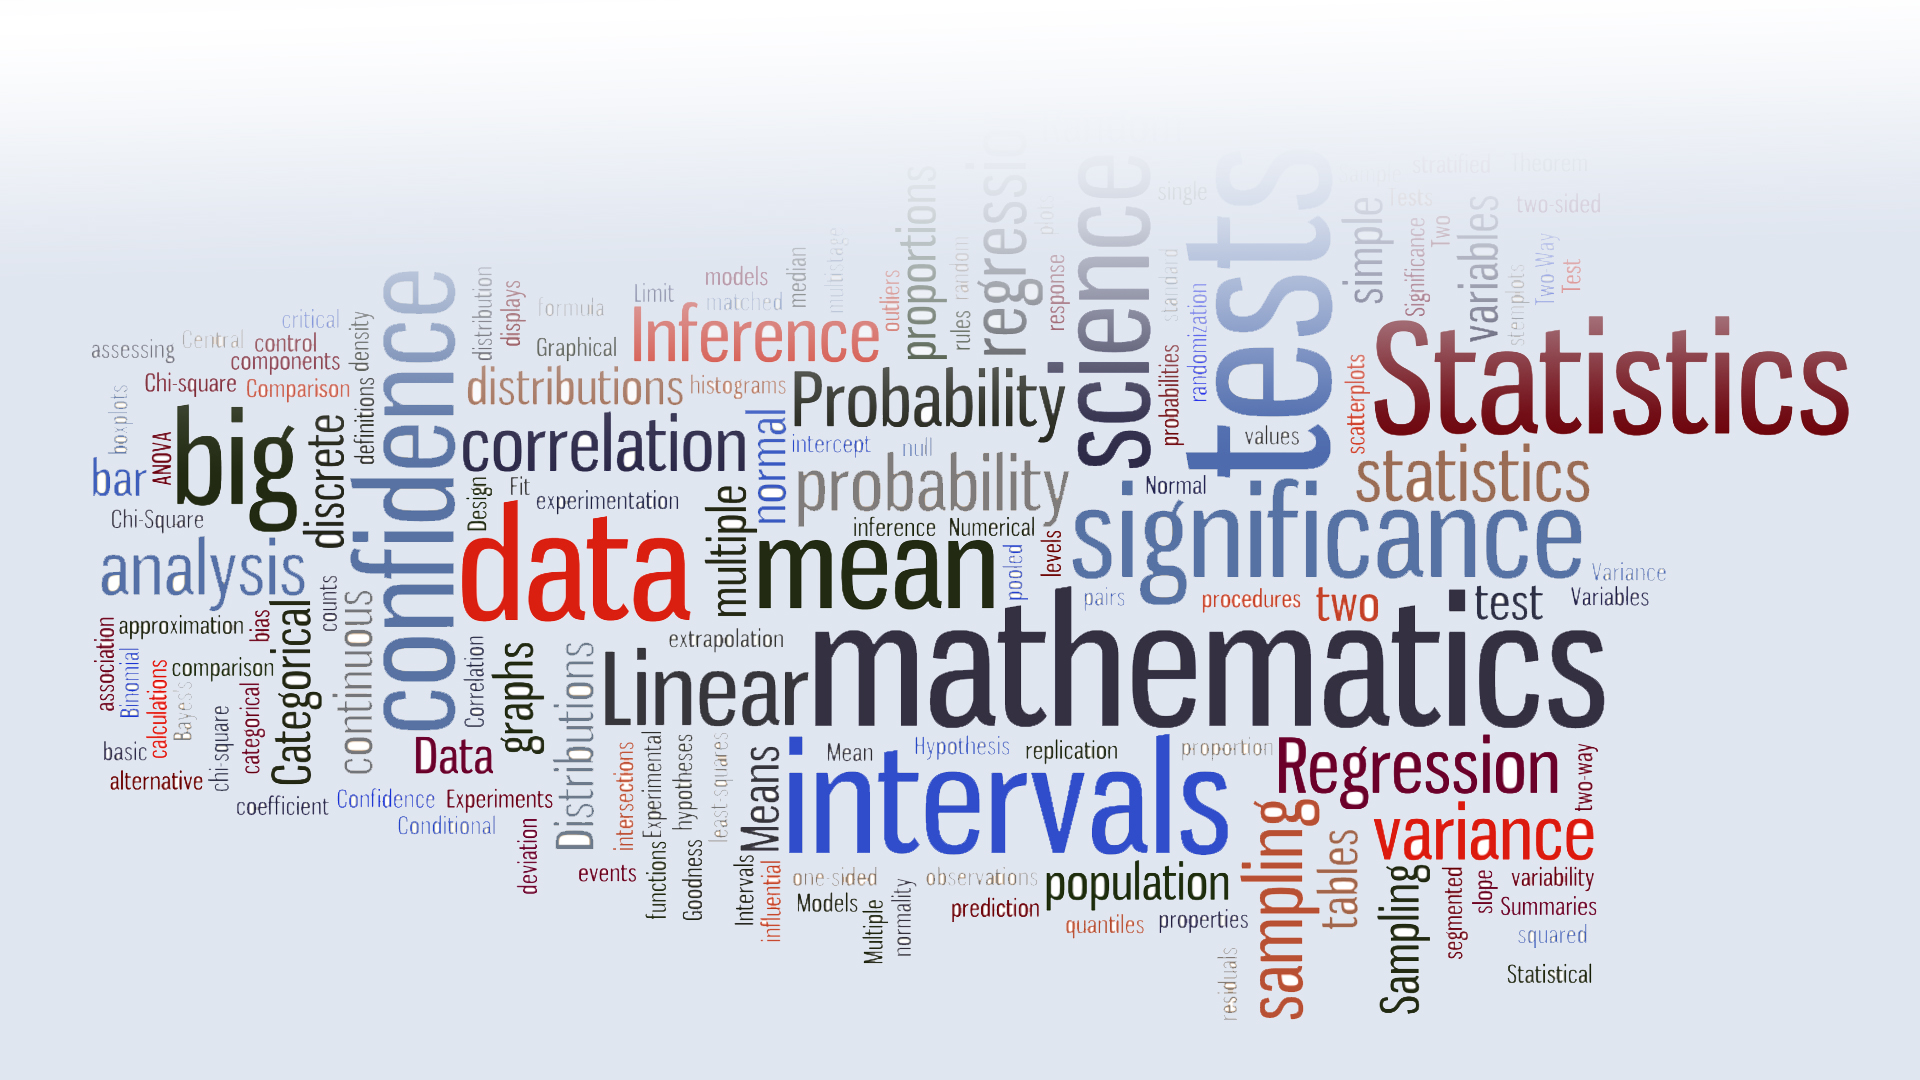 assessing
Central
critical
control
components
density
Chi-square
Comparison
definitions
boxplots
ANOVA
bar
big
discrete
confidence
Chi-Square
analysis
distribution
displays
formula
Graphical
Limit
models
matched
median
multistage
Inference
outliers
proportions
rules
random
plots
response
science
single
standard
randomization
tests
simple
Tests
stratified
Theorem
Significance
Two
variables
two-sided
stemplots
Two-Way
Test
distributions
histograms
Probability
probabilities
values
scatterplots
Statistics
correlation
normal
intercept
null
probability
Normal
statistics
Design
Fit
experimentation
data
multiple
inference
Numerical
mean
pooled
levels
significance
Variance
pairs
procedures
two
test
Variables
association
approximation
bias
counts
Categorical
continuous
Binomial
calculations
comparison
Bayes's
basic
chi-square
categorical
alternative
coefficient
Confidence
Conditional
Correlation
graphs
Distributions
extrapolation
Linear
mathematics
Data
Experiments
deviation
intersections
Experimental
hypotheses
least-squares
Means
Mean
Hypothesis
replication
proportion
intervals
Regression
two-way
events
functions
Goodness
Intervals
influential
one-sided
Models
Multiple
normality
observations
prediction
population
quantiles
properties
sampling
tables
variance
Sampling
segmented
slope
variability
Summaries
squared
Statistical
residuals